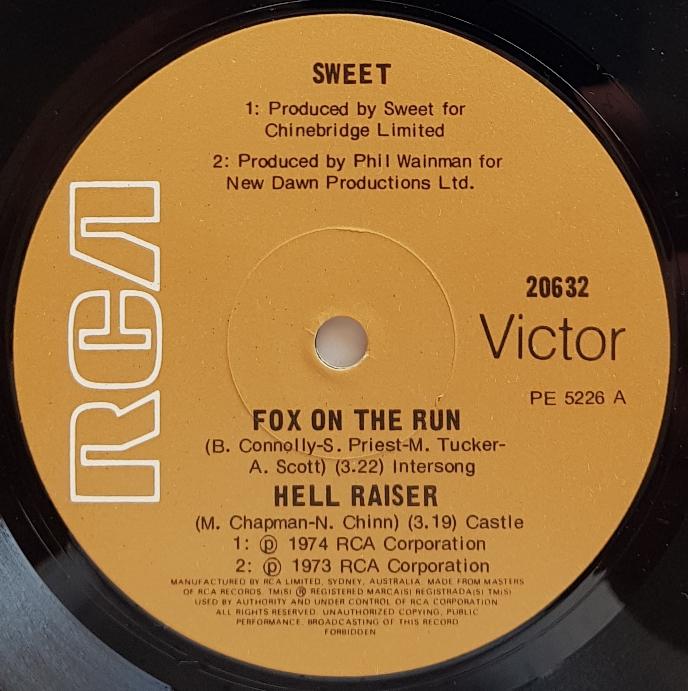 SWEET
1: Produced by Sweet for
Chinebridge Limited
2: Produced by Phil Wainman for
New Dawn Productions Ltd.
RCA
20632
Victor
PE 5226 A
FOX ON THE RUN
(B. Connolly-S. Priest-M. Tucker-
A. Scott) (3.22) Intersong
HELL RAISER
(M. Chapman-N. Chinn) (3.19) Castle
1: ℗ 1974 RCA Corporation
2: ℗ 1973 RCA Corporation
MANUFACTURED BY RCA LIMITED, SYDNEY, AUSTRALIA. MADE FROM MASTERS
OF RCA RECORDS. TM(S) ® REGISTERED MARCA(S) REGISTRADA(S) TM(S)
USED BY AUTHORITY AND UNDER CONTROL OF RCA CORPORATION
ALL RIGHTS RESERVED. UNAUTHORIZED COPYING, PUBLIC
PERFORMANCE, BROADCASTING OF THIS RECORD
FORBIDDEN